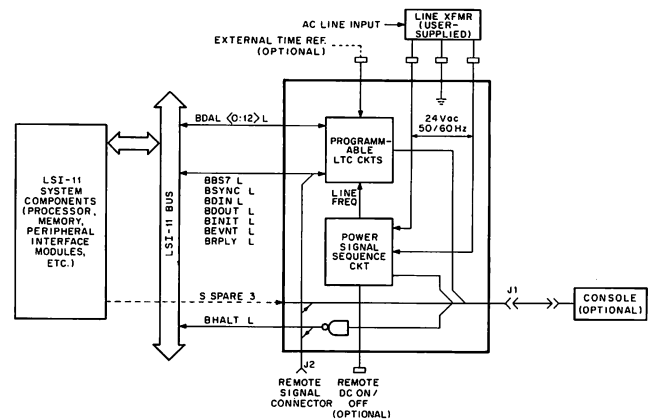 AC LINE INPUT
LINE XFMR
(USER-
SUPPLIED)
EXTERNAL TIME REF.
(OPTIONAL)
BDAL <0:12> L
PROGRAMM-
ABLE
LTC CKTS
24 Vac
50/60 Hz
LSI-11
SYSTEM
COMPONENTS
(PROCESSOR,
MEMORY,
PERIPHERAL
INTERFACE
MODULES,
ETC.)
LSI-11 BUS
BBS7 L
BSYNC L
BDIN L
BDOUT L
BINIT L
BEVNT L
BRPLY L
LINE
FREQ
POWER
SIGNAL
SEQUENCE
CKT
S SPARE 3
J1
CONSOLE
(OPTIONAL)
BHALT L
J2
REMOTE
SIGNAL
CONNECTOR
REMOTE
DC ON/
OFF
(OPTIONAL)